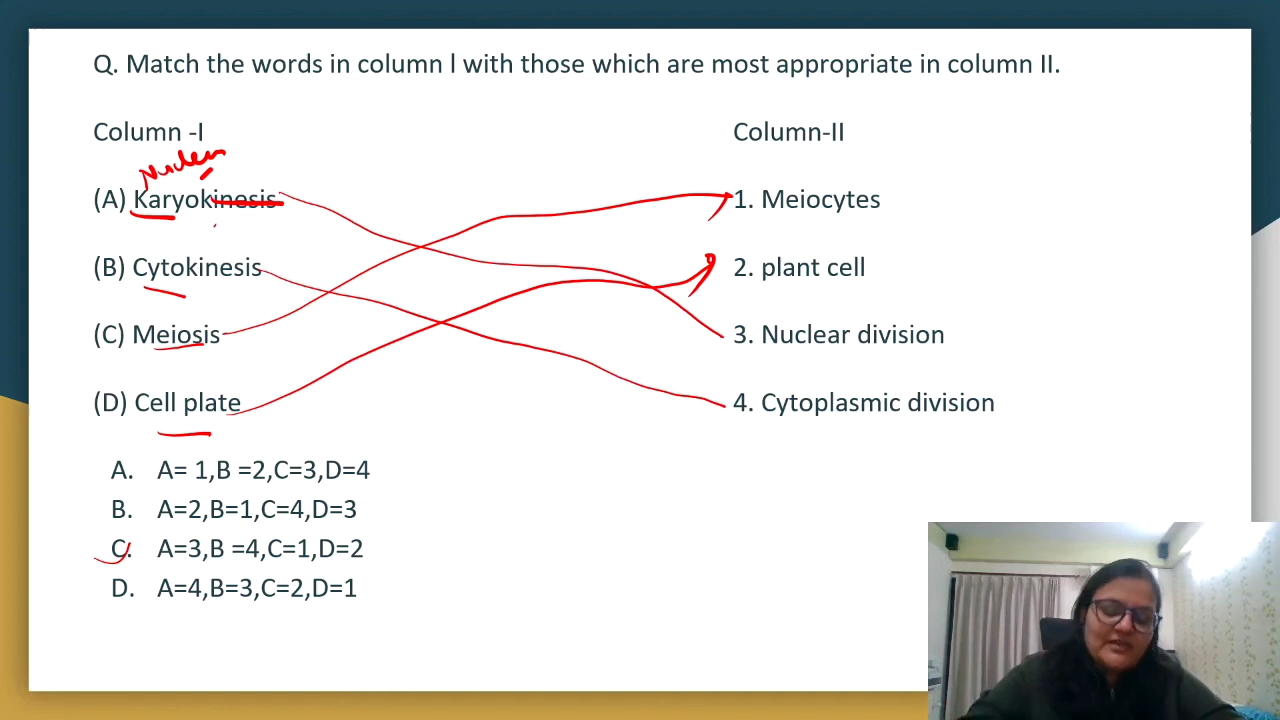 Q. Match the words in column l with those which are most appropriate in column II.
Column -I Column-II
Nuclear
(A) Karyokinesis 1. Meiocytes
(B) Cytokinesis 2. plant cell
(C) Meiosis 3. Nuclear division
(D) Cell plate 4. Cytoplasmic division
A. A= 1,B =2,C=3,D=4
B. A=2,B=1,C=4,D=3
C. A=3,B =4,C=1,D=2
D. A=4,B=3,C=2,D=1